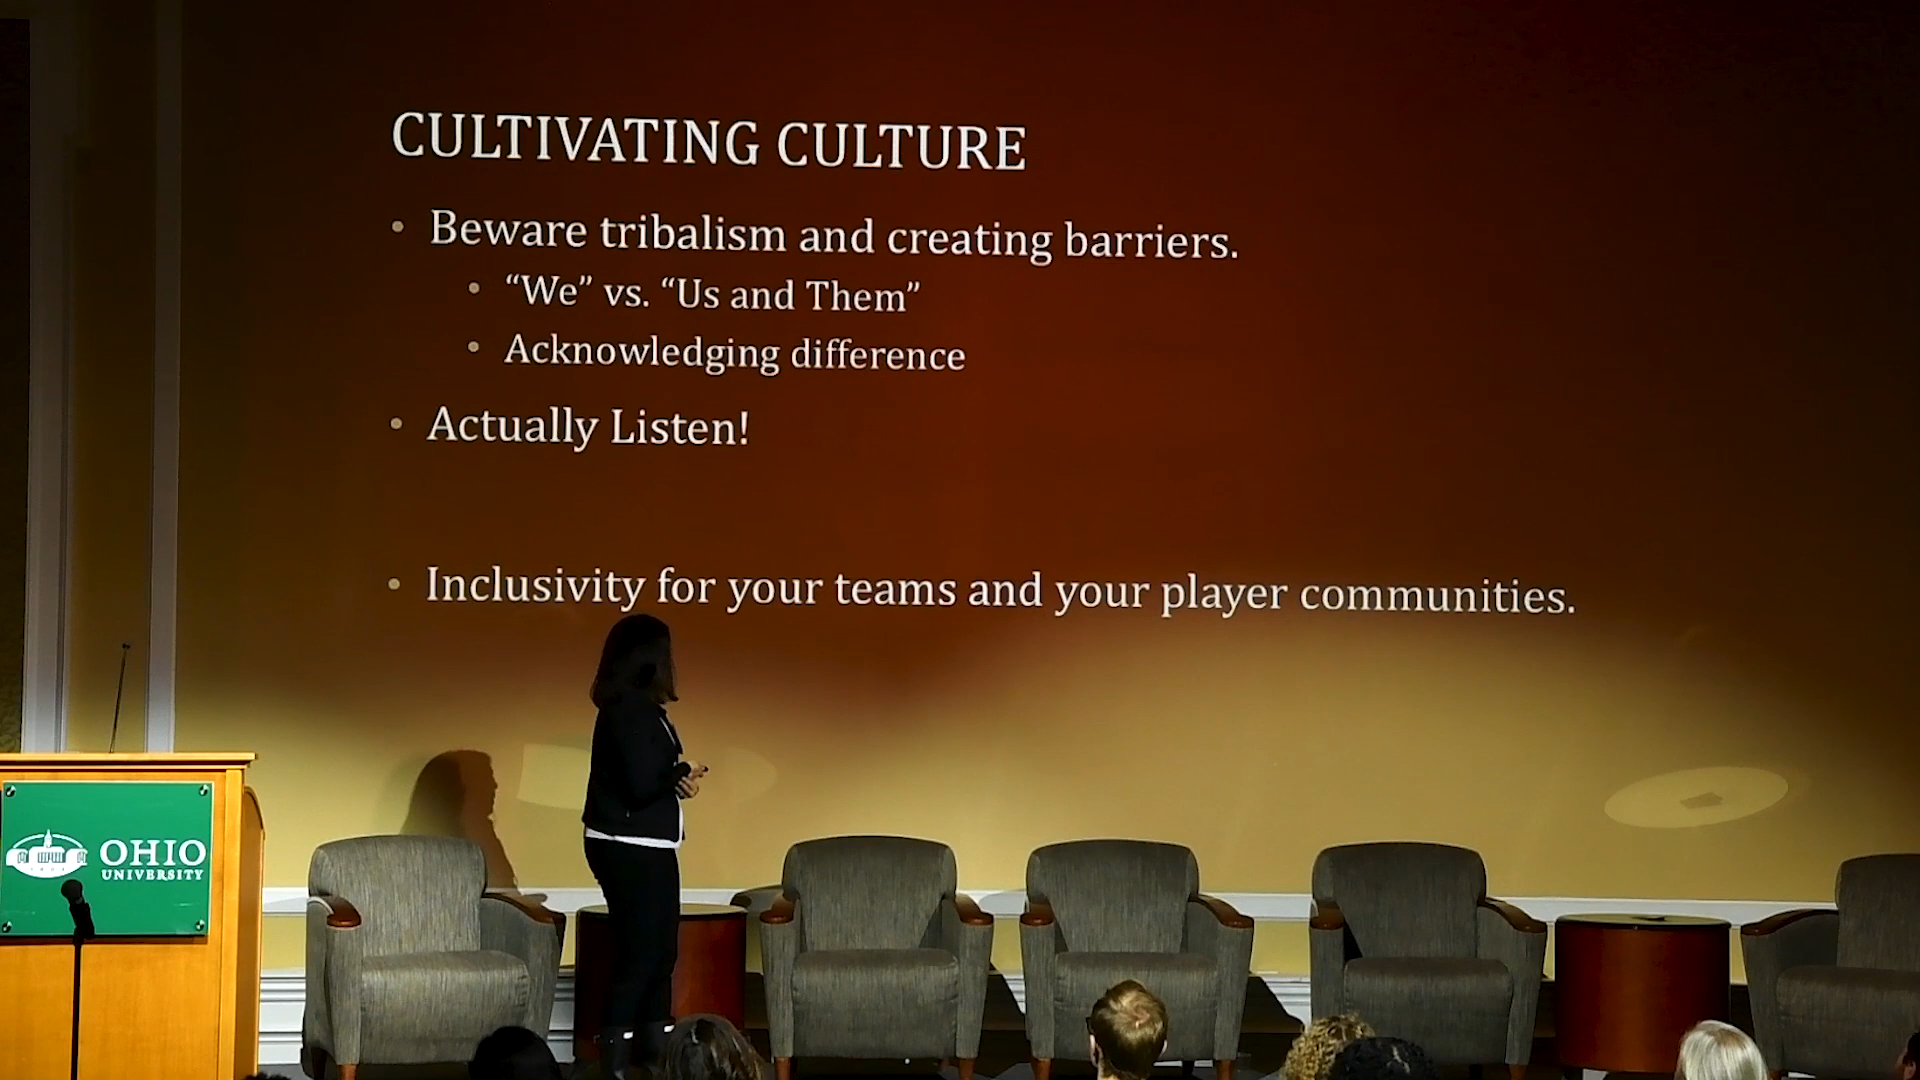 CULTIVATING CULTURE
• Beware tribalism and creating barriers.
• “We” vs. “Us and Them”
• Acknowledging difference
• Actually Listen!
• Inclusivity for your teams and your player communities.
OHIO
UNIVERSITY